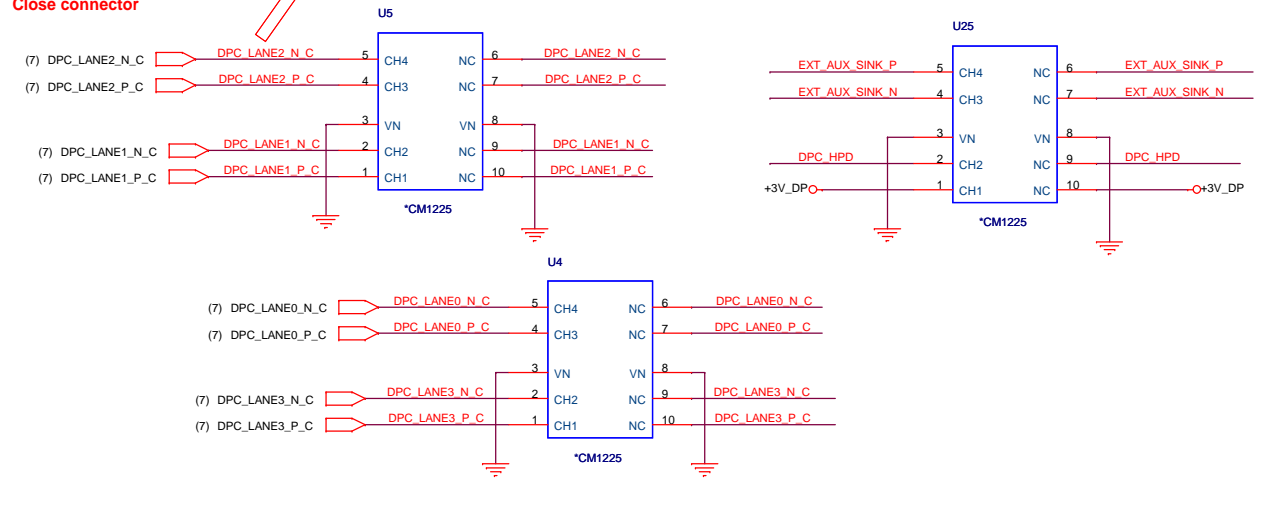 Close connector
U5
(7) DPC_LANE2_N_C DPC_LANE2_N_C 5 CH4 NC 6 DPC_LANE2_N_C
(7) DPC_LANE2_P_C DPC_LANE2_P_C 4 CH3 NC 7 DPC_LANE2_P_C
3 VN VN 8
(7) DPC_LANE1_N_C DPC_LANE1_N_C 2 CH2 NC 9 DPC_LANE1_N_C
(7) DPC_LANE1_P_C DPC_LANE1_P_C 1 CH1 NC 10 DPC_LANE1_P_C
*CM1225
U25
EXT_AUX_SINK_P 5 CH4 NC 6 EXT_AUX_SINK_P
EXT_AUX_SINK_N 4 CH3 NC 7 EXT_AUX_SINK_N
3 VN VN 8
DPC_HPD 2 CH2 NC 9 DPC_HPD
+3V_DP 1 CH1 NC 10 +3V_DP
*CM1225
U4
(7) DPC_LANE0_N_C DPC_LANE0_N_C 5 CH4 NC 6 DPC_LANE0_N_C
(7) DPC_LANE0_P_C DPC_LANE0_P_C 4 CH3 NC 7 DPC_LANE0_P_C
3 VN VN 8
(7) DPC_LANE3_N_C DPC_LANE3_N_C 2 CH2 NC 9 DPC_LANE3_N_C
(7) DPC_LANE3_P_C DPC_LANE3_P_C 1 CH1 NC 10 DPC_LANE3_P_C
*CM1225